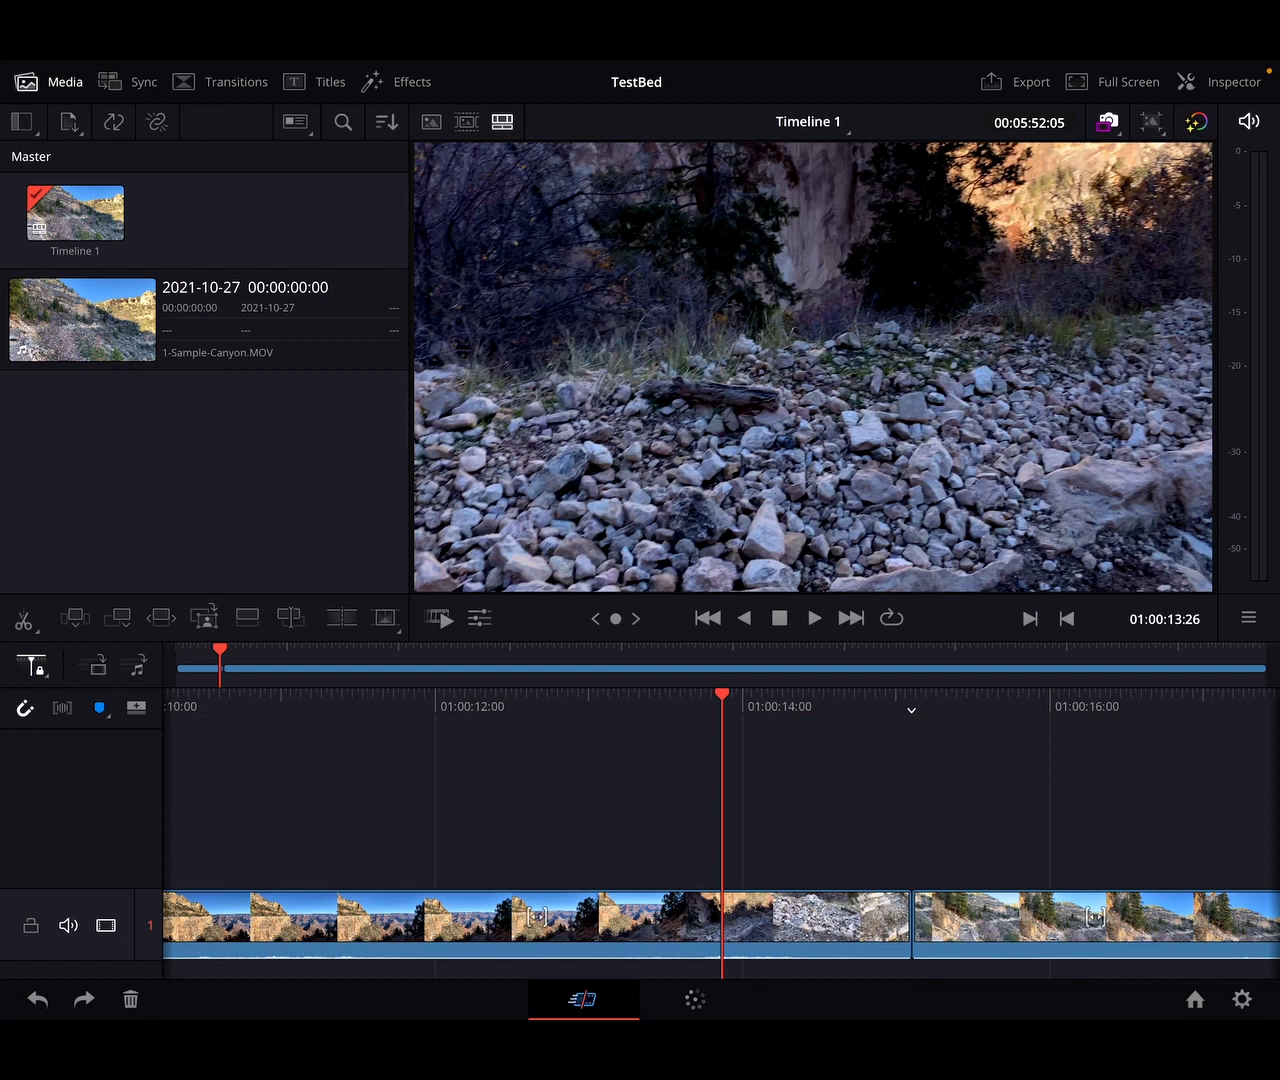 Media Sync Transitions Titles Effects TestBed Export Full Screen Inspector
Timeline 1 00:05:52:05
Master
Timeline 1
2021-10-27 00:00:00:00
00:00:00:00 2021-10-27 ---
--- --- ---
1-Sample-Canyon.MOV
0 -
-5 -
-10 -
-15 -
-20 -
-30 -
-40 -
-50 -
01:00:13:26
:10:00 01:00:12:00 01:00:14:00 01:00:16:00
1